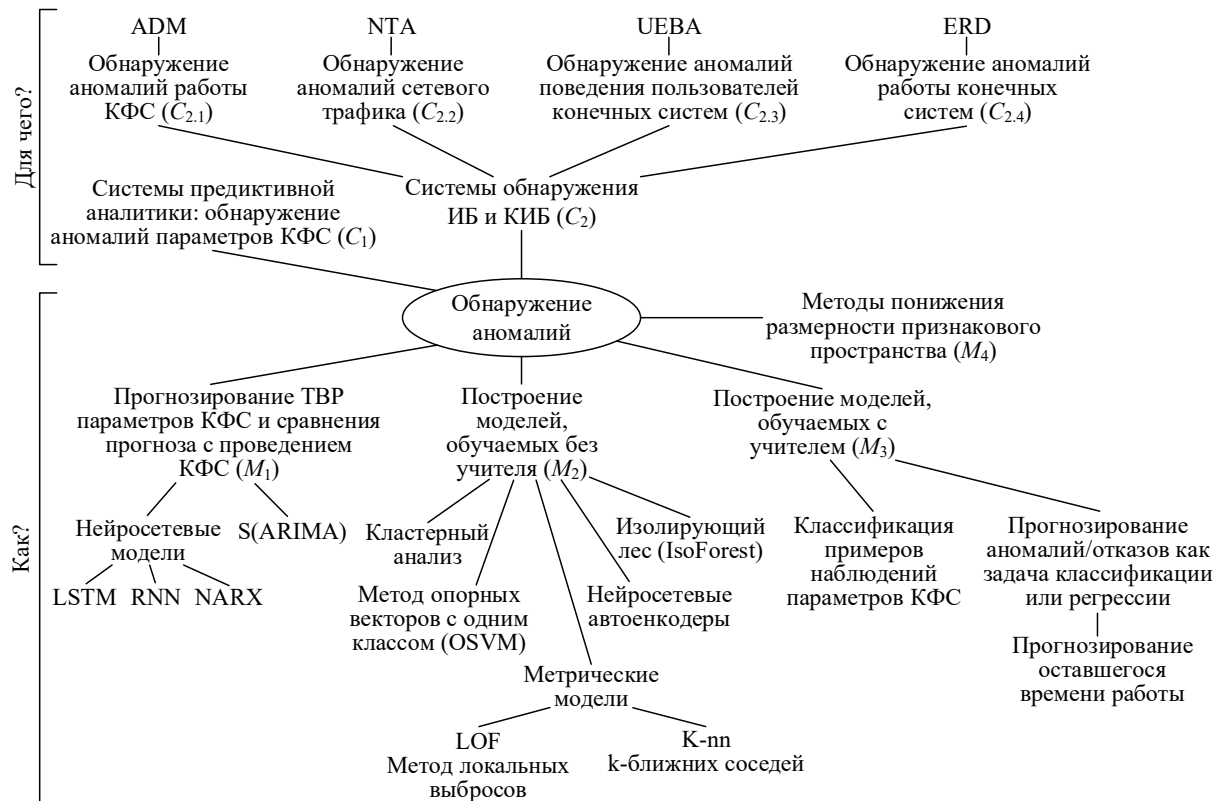 Для чего?
ADM
Обнаружение
аномалий работы
КФС (C2.1)
NTA
Обнаружение
аномалий сетевого
трафика (C2.2)
UEBA
Обнаружение аномалий
поведения пользователей
конечных систем (C2.3)
ERD
Обнаружение аномалий
работы конечных
систем (C2.4)
Системы предиктивной
аналитики: обнаружение
аномалий параметров КФС (C1)
Системы обнаружения
ИБ и КИБ (C2)
Обнаружение
аномалий
Методы понижения
размерности признакового
пространства (M4)
Как?
Прогнозирование ТВР
параметров КФС и сравнения
прогноза с проведением
КФС (M1)
Нейросетевые
модели
S(ARIMA)
LSTM RNN NARX
Построение
моделей,
обучаемых без
учителя (M2)
Кластерный
анализ
Изолирующий
лес (IsoForest)
Метод опорных
векторов с одним
классом (OSVM)
Нейросетевые
автоенкодеры
Метрические
модели
LOF
Метод локальных
выбросов
K-nn
k-ближних соседей
Построение моделей,
обучаемых с
учителем (M3)
Классификация
примеров
наблюдений
параметров КФС
Прогнозирование
аномалий/отказов как
задача классификации
или регрессии
Прогнозирование
оставшегося
времени работы